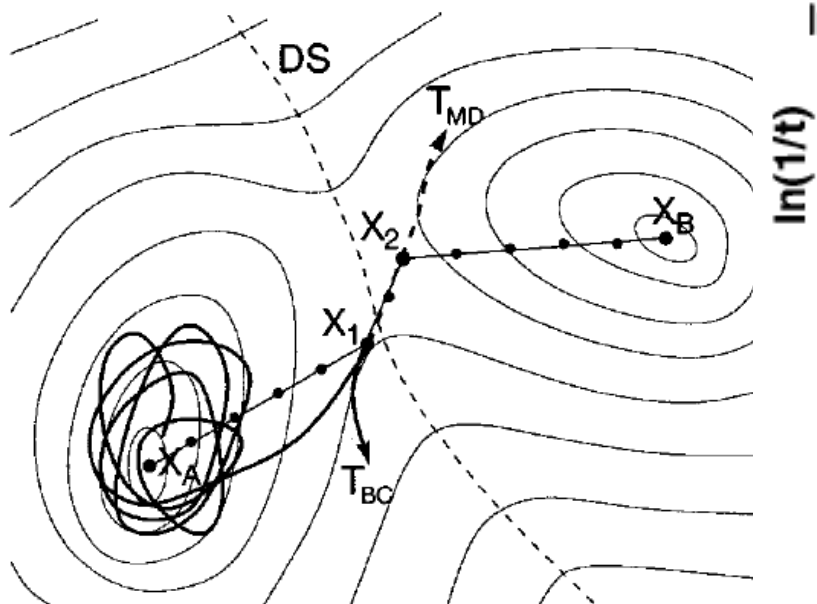 DS
T_MD
X_B
X_2
X_1
X_A
T_BC
ln(1/t)